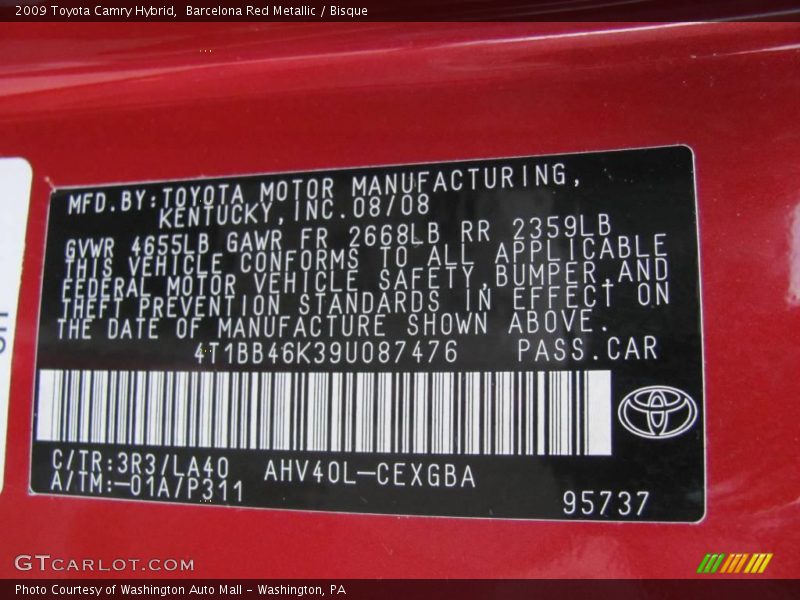 2009 Toyota Camry Hybrid,  Barcelona Red Metallic / Bisque
MFD.BY:TOYOTA MOTOR MANUFACTURING,
KENTUCKY,INC.08/08
GVWR 4655LB GAWR FR 2668LB RR 2359LB
THIS VEHICLE CONFORMS TO ALL APPLICABLE
FEDERAL MOTOR VEHICLE SAFETY,BUMPER,AND
THEFT PREVENTION STANDARDS IN EFFECT ON
THE DATE OF MANUFACTURE SHOWN ABOVE.
4T1BB46K39U087476 PASS.CAR
C/TR:3R3/LA40 AHV40L-CEXGBA
A/TM:-01A/P311
95737
GTCARLOT.COM
Photo Courtesy of Washington Auto Mall - Washington, PA